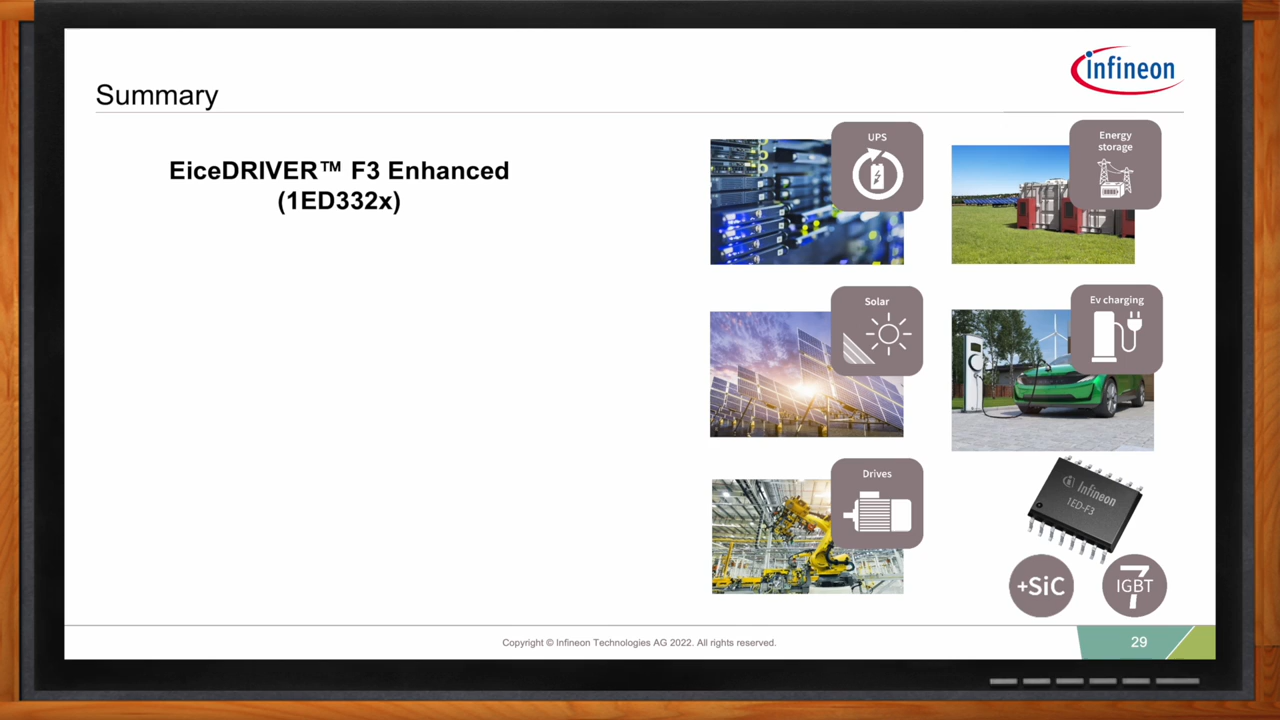 infineon
Summary
EiceDRIVER™ F3 Enhanced
(1ED332x)
UPS
Energy
storage
Solar
Ev charging
Drives
Infineon
1ED-F3
+SiC
7
IGBT
Copyright © Infineon Technologies AG 2022. All rights reserved.
29